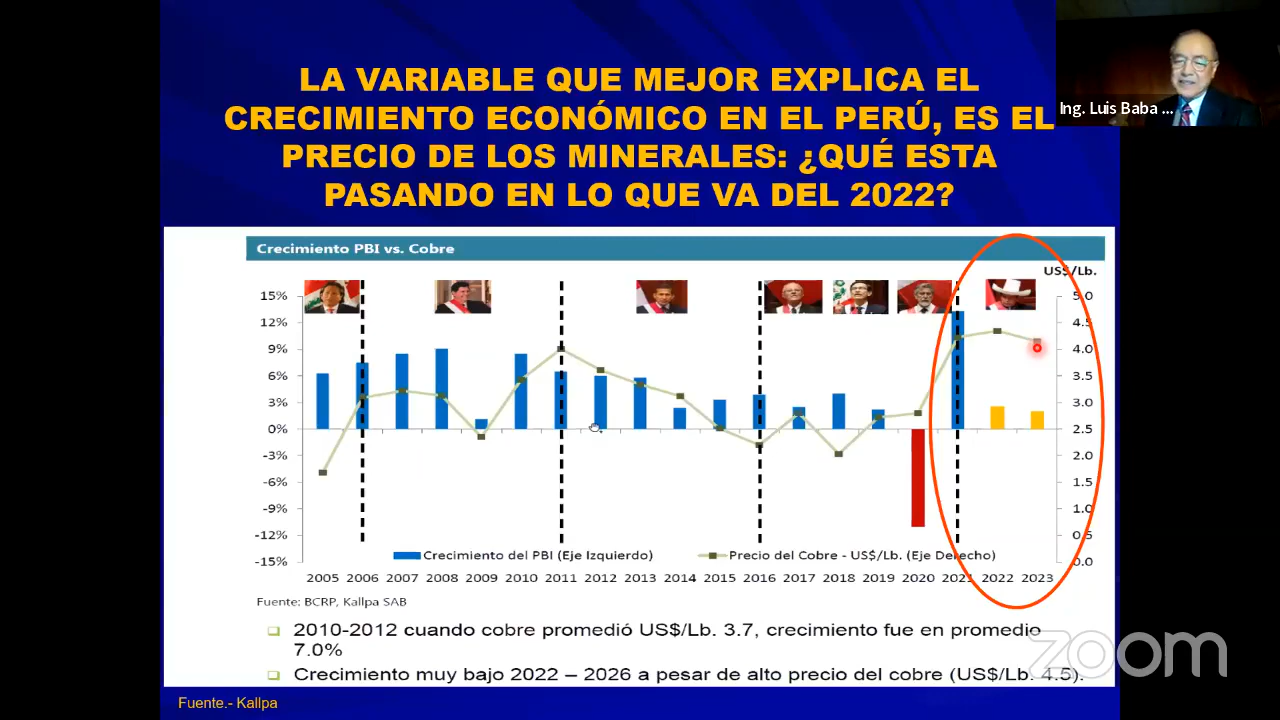 LA VARIABLE QUE MEJOR EXPLICA EL
CRECIMIENTO ECONÓMICO EN EL PERÚ, ES EL
PRECIO DE LOS MINERALES: ¿QUÉ ESTA
PASANDO EN LO QUE VA DEL 2022?
Ing. Luis Baba ...
Crecimiento PBI vs. Cobre
US$/Lb.
15% 5.0
12% 4.5
9% 4.0
6% 3.5
3% 3.0
0% 2.5
-3% 2.0
-6% 1.5
-9% 1.0
-12% 0.5
-15% 0.0
Crecimiento del PBI (Eje Izquierdo) Precio del Cobre - US$/Lb. (Eje Derecho)
2005 2006 2007 2008 2009 2010 2011 2012 2013 2014 2015 2016 2017 2018 2019 2020 2021 2022 2023
Fuente: BCRP, Kallpa SAB
2010-2012 cuando cobre promedió US$/Lb. 3.7, crecimiento fue en promedio
7.0%
Crecimiento muy bajo 2022 – 2026 a pesar de alto precio del cobre (US$/Lb. 4.5).
zoom
Fuente.- Kallpa